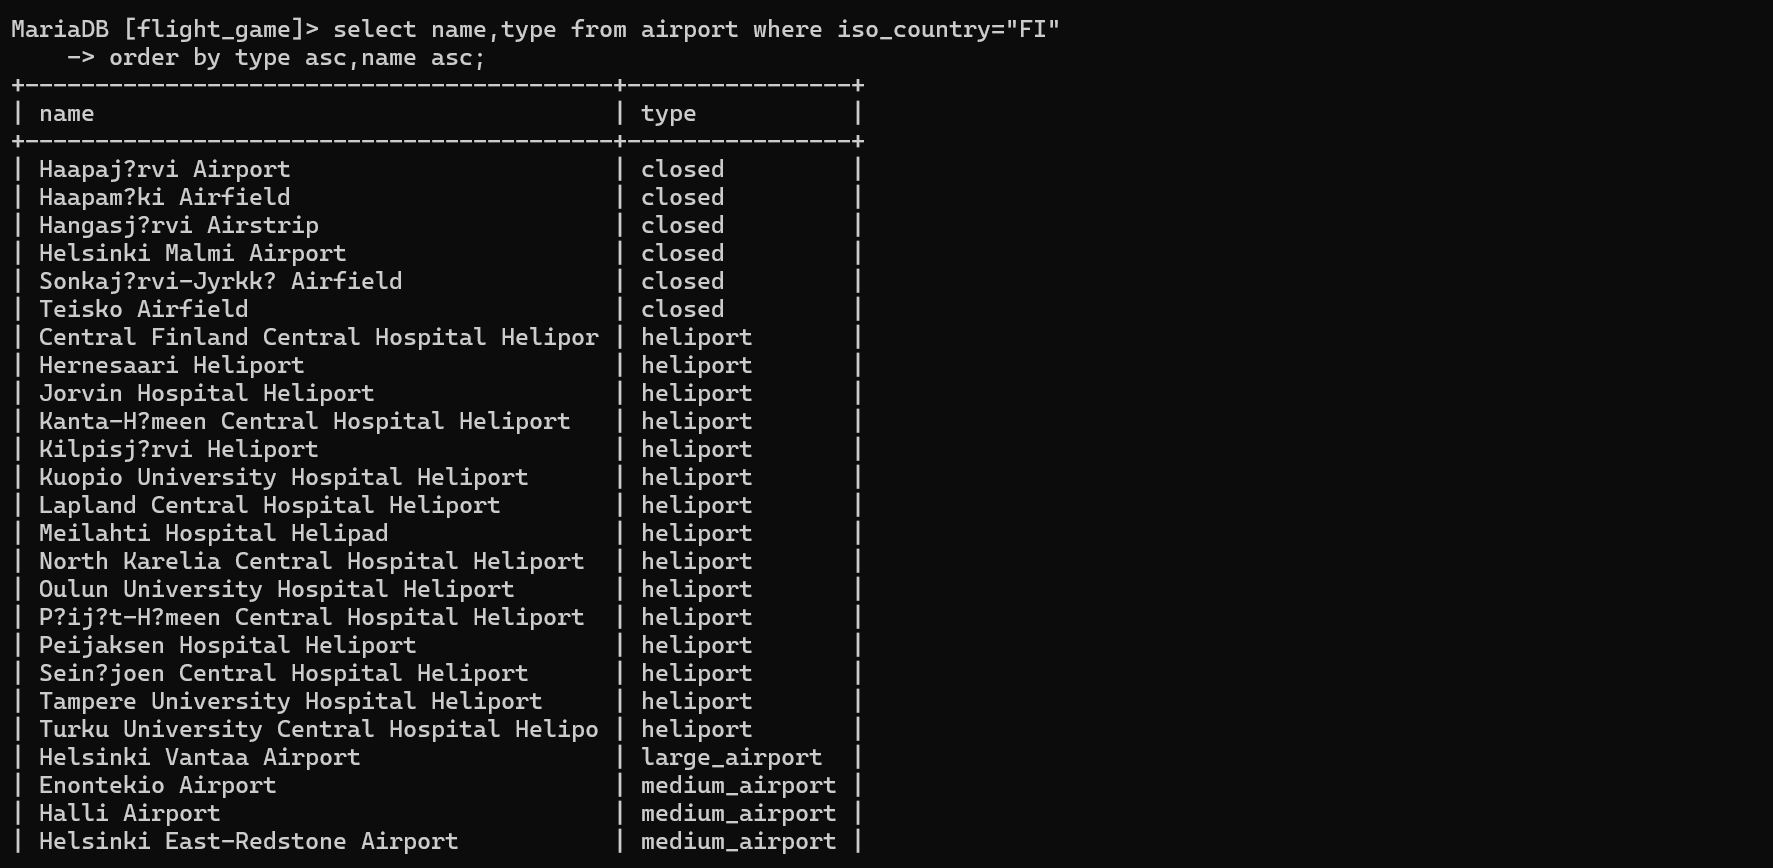 MariaDB [flight_game]> select name,type from airport where iso_country="FI"
    -> order by type asc,name asc;
+------------------------------------------+----------------+
| name                                     | type           |
+------------------------------------------+----------------+
| Haapaj?rvi Airport                       | closed         |
| Haapam?ki Airfield                       | closed         |
| Hangasj?rvi Airstrip                     | closed         |
| Helsinki Malmi Airport                   | closed         |
| Sonkaj?rvi-Jyrkk? Airfield               | closed         |
| Teisko Airfield                          | closed         |
| Central Finland Central Hospital Helipor | heliport       |
| Hernesaari Heliport                      | heliport       |
| Jorvin Hospital Heliport                 | heliport       |
| Kanta-H?meen Central Hospital Heliport   | heliport       |
| Kilpisj?rvi Heliport                     | heliport       |
| Kuopio University Hospital Heliport      | heliport       |
| Lapland Central Hospital Heliport        | heliport       |
| Meilahti Hospital Helipad                | heliport       |
| North Karelia Central Hospital Heliport  | heliport       |
| Oulun University Hospital Heliport       | heliport       |
| P?ij?t-H?meen Central Hospital Heliport  | heliport       |
| Peijaksen Hospital Heliport              | heliport       |
| Sein?joen Central Hospital Heliport      | heliport       |
| Tampere University Hospital Heliport     | heliport       |
| Turku University Central Hospital Helipo | heliport       |
| Helsinki Vantaa Airport                  | large_airport  |
| Enontekio Airport                        | medium_airport |
| Halli Airport                            | medium_airport |
| Helsinki East-Redstone Airport           | medium_airport |